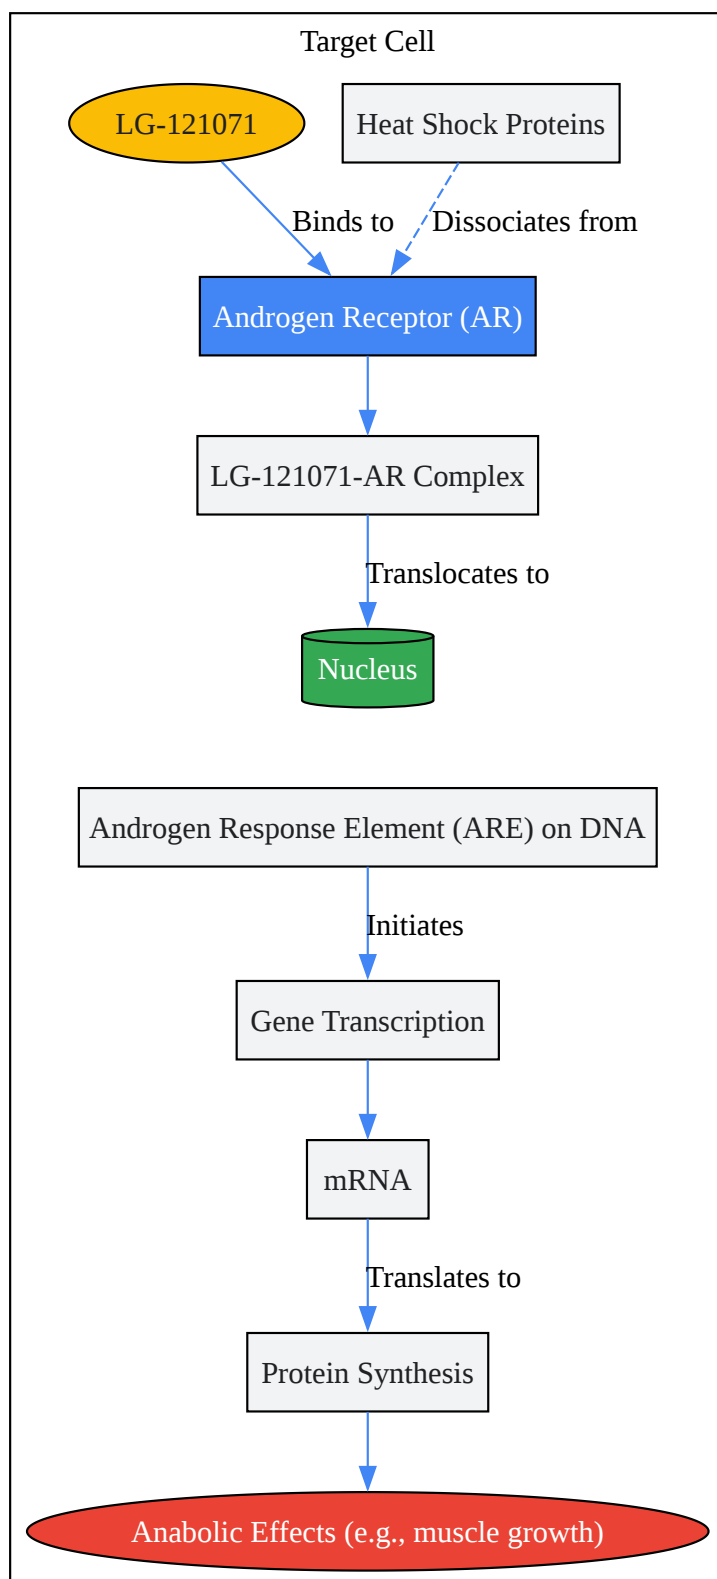 Target Cell
LG-121071
Heat Shock Proteins
Binds to
Dissociates from
Androgen Receptor (AR)
LG-121071-AR Complex
Translocates to
Nucleus
Androgen Response Element (ARE) on DNA
Initiates
Gene Transcription
mRNA
Translates to
Protein Synthesis
Anabolic Effects (e.g., muscle growth)